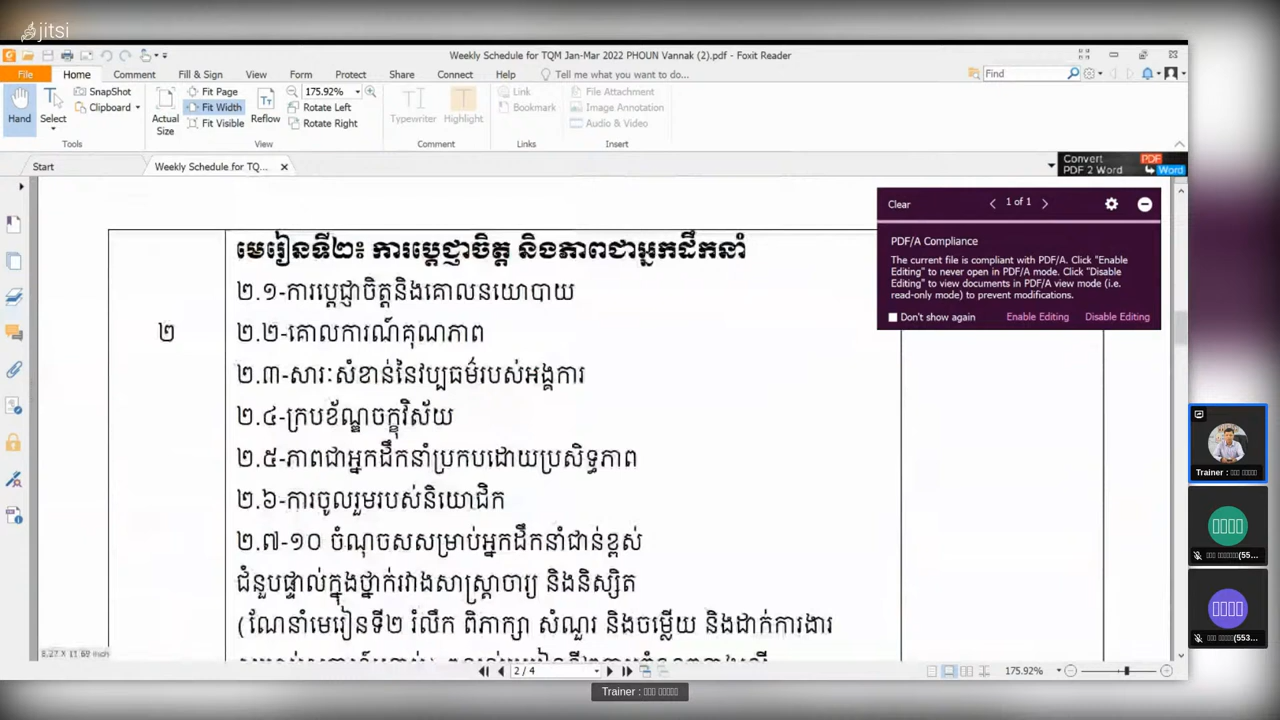 jitsi
Weekly Schedule for TQM Jan-Mar 2022 PHOUN Vannak (2).pdf - Foxit Reader
File Home Comment Fill & Sign View Form Protect Share Connect Help Tell me what you want to do... Find
Hand
Select
SnapShot
Clipboard
Tools
Actual Size
Fit Page
Fit Width
Fit Visible
Reflow
175.92%
Rotate Left
Rotate Right
View
Typewriter
Highlight
Comment
Link
Bookmark
Links
File Attachment
Image Annotation
Audio & Video
Insert
Start
Weekly Schedule for TQ...
Convert PDF
PDF 2 Word Word
Clear 1 of 1
PDF/A Compliance
The current file is compliant with PDF/A. Click "Enable
Editing" to never open in PDF/A mode. Click "Disable
Editing" to view documents in PDF/A view mode (i.e.
read-only mode) to prevent modifications.
Don't show again Enable Editing Disable Editing
មេរៀនទី២៖ ការប្តេជ្ញាចិត្ត និងភាពជាអ្នកដឹកនាំ
២.១-ការប្តេជ្ញាចិត្តនិងគោលនយោបាយ
២ ២.២-គោលការណ៍គុណភាព
២.៣-សារៈសំខាន់នៃវប្បធម៌របស់អង្គការ
២.៤-ក្របខ័ណ្ឌចក្ខុវិស័យ
២.៥-ភាពជាអ្នកដឹកនាំប្រកបដោយប្រសិទ្ធភាព
២.៦-ការចូលរួមរបស់និយោជិក
២.៧-១០ ចំណុចសសម្រាប់អ្នកដឹកនាំជាន់ខ្ពស់
ជំនួបផ្ទាល់ក្នុងថ្នាក់រវាងសាស្ត្រាចារ្យ និងនិស្សិត
(ណែនាំមេរៀនទី២ រំលឹក ពិភាក្សា សំណួរ និងចម្លើយ និងដាក់ការងារ
8.27 x 11.69 inch
2 / 4
175.92%
Trainer :
Trainer :
(55...
(553...